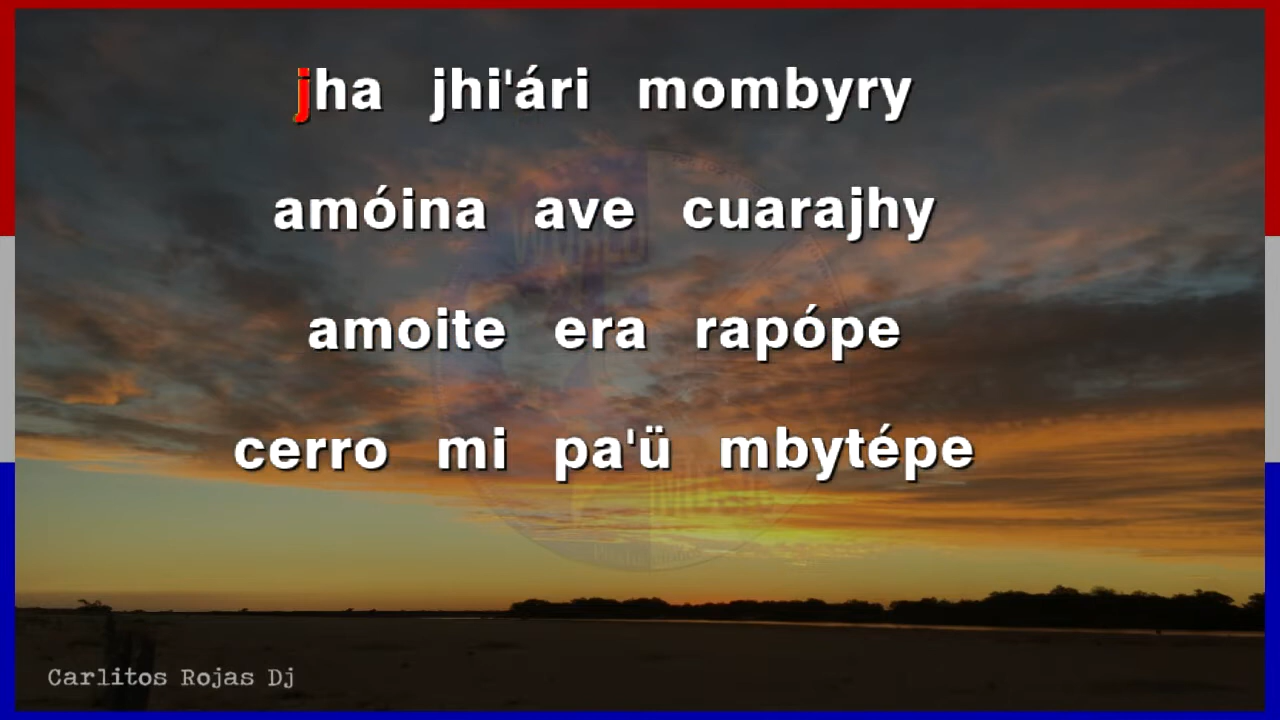 jha jhi'ári mombyry
amóina ave cuarajhy
amoite era rapópe
cerro mi pa'ü mbytépe
Carlitos Rojas Dj